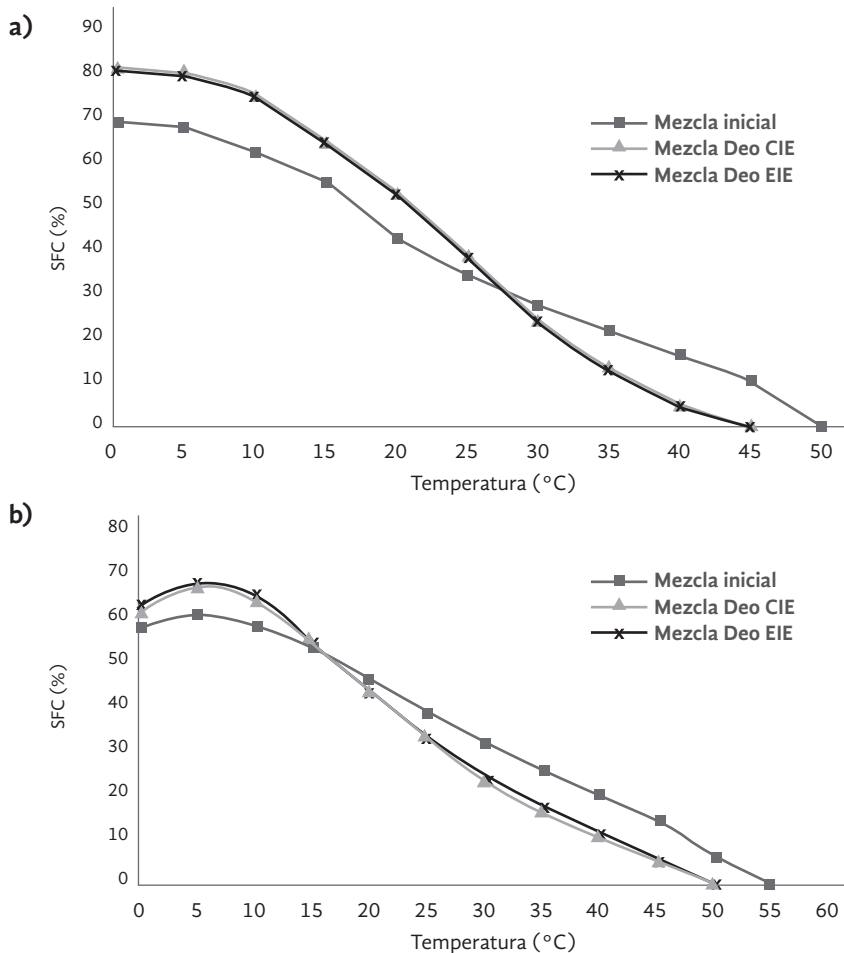 a)
90
80
70
60
50
40
30
20
10
0
SFC (%)
Mezcla inicial
Mezcla Deo CIE
Mezcla Deo EIE
0 5 10 15 20 25 30 35 40 45 50
Temperatura (°C)
b)
80
70
60
50
40
30
20
10
0
SFC (%)
Mezcla inicial
Mezcla Deo CIE
Mezcla Deo EIE
0 5 10 15 20 25 30 35 40 45 50 55 60
Temperatura (°C)